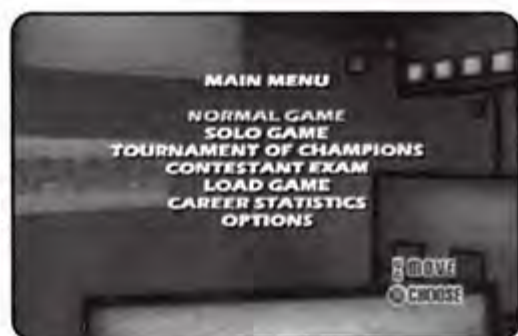 MAIN MENU
NORMAL GAME
SOLO GAME
TOURNAMENT OF CHAMPIONS
CONTESTANT EXAM
LOAD GAME
CAREER STATISTICS
OPTIONS
MOVE
CHOOSE